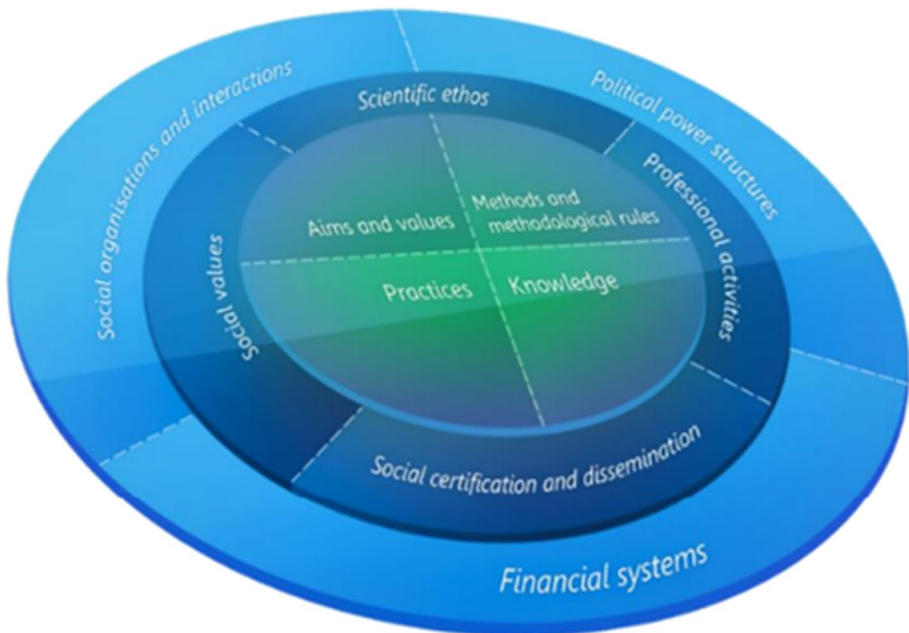 Social organisations and interactions
Political power structures
Scientific ethos
Professional activities
Social values
Aims and values
Methods and
methodological rules
Practices
Knowledge
Social certification and dissemination
Financial systems